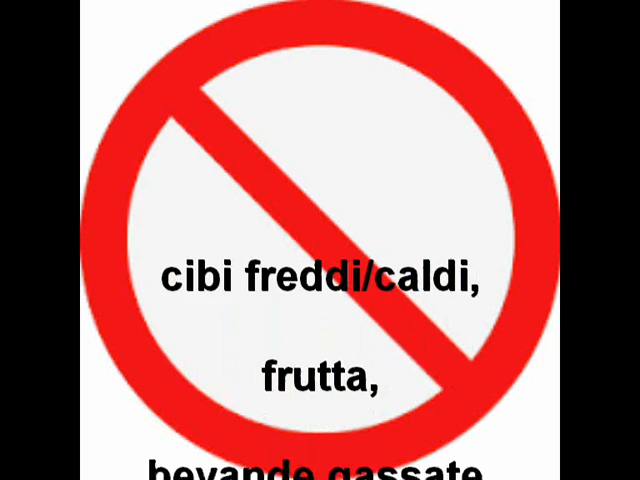 cibi freddi/caldi,
frutta,
bevande gassate